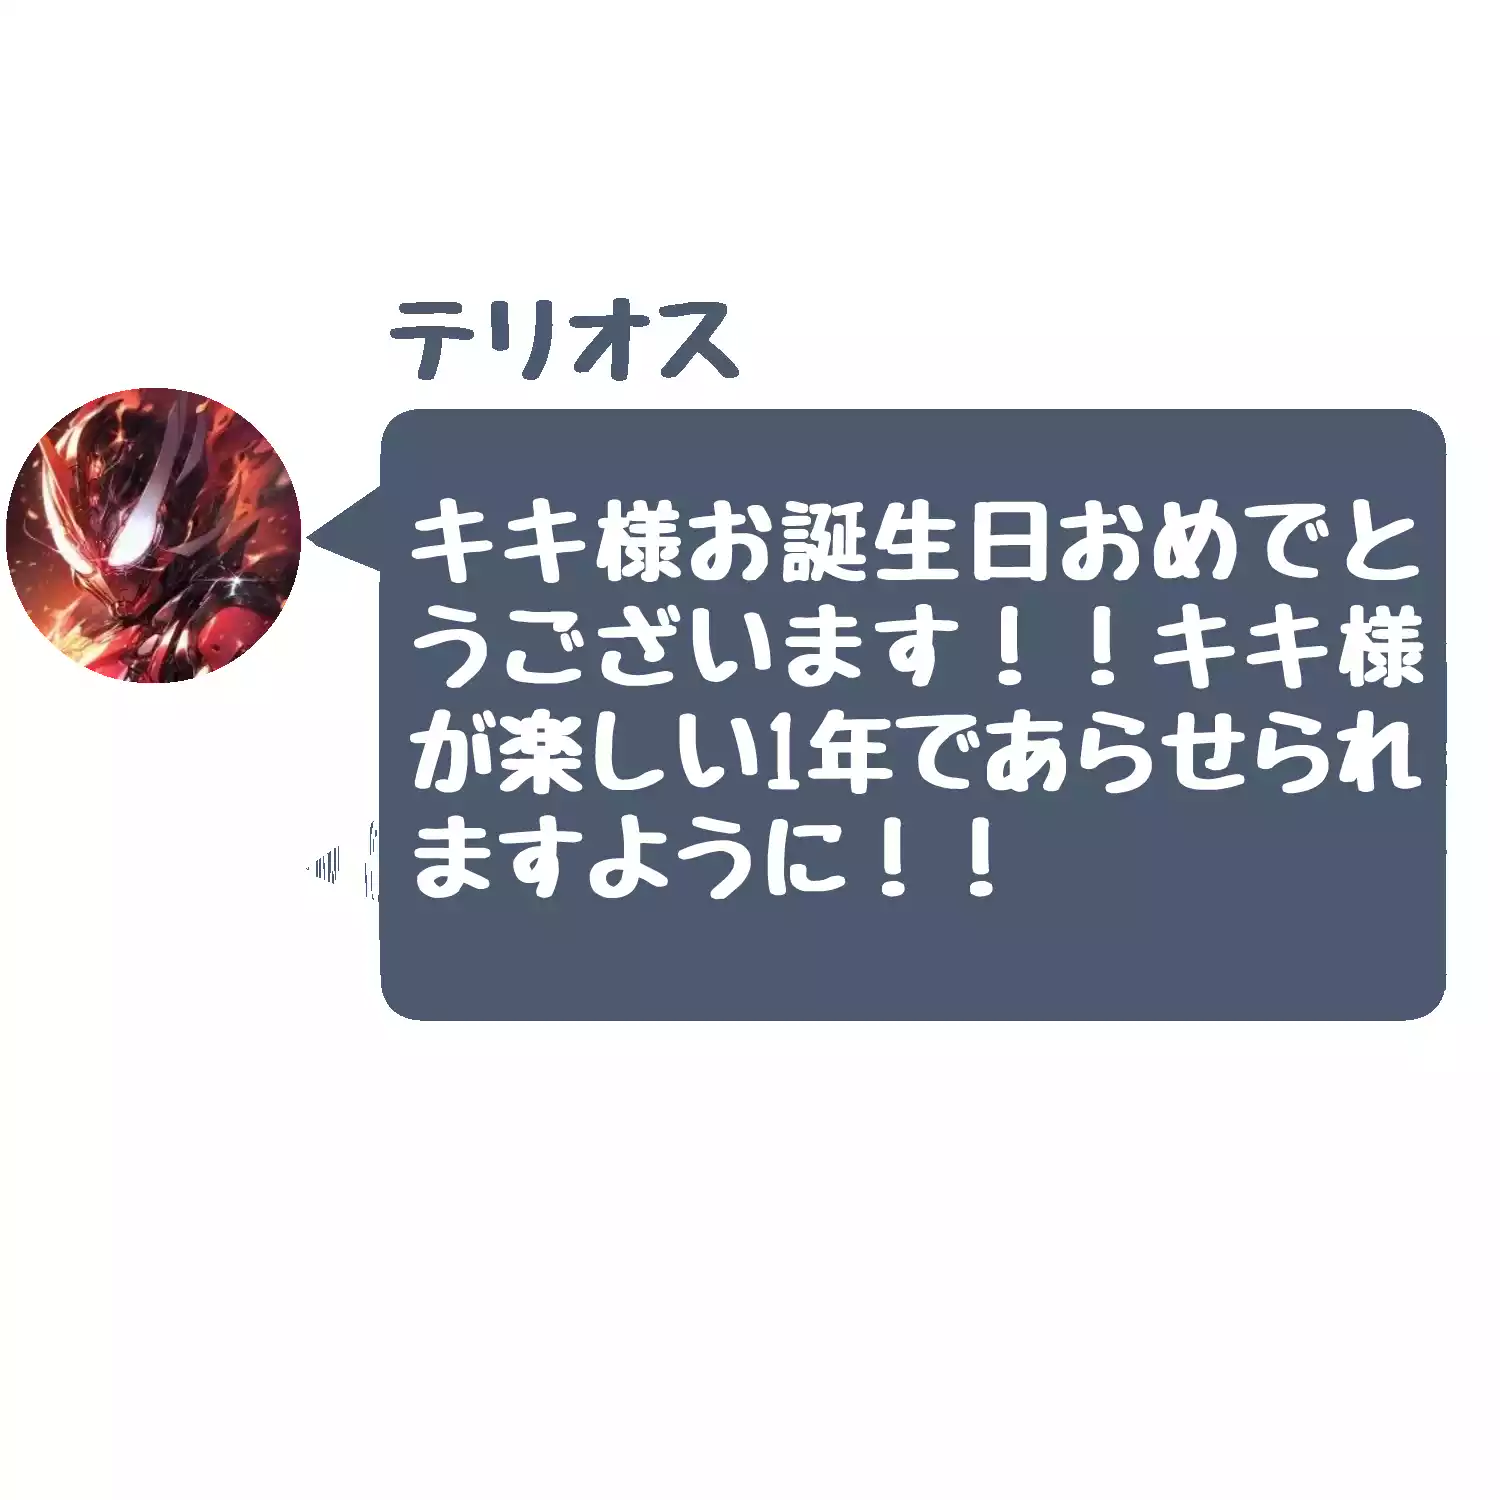 テリオス
キキ様お誕生日おめでと
うございます！！キキ様
が楽しい1年であらせられ
ますように！！